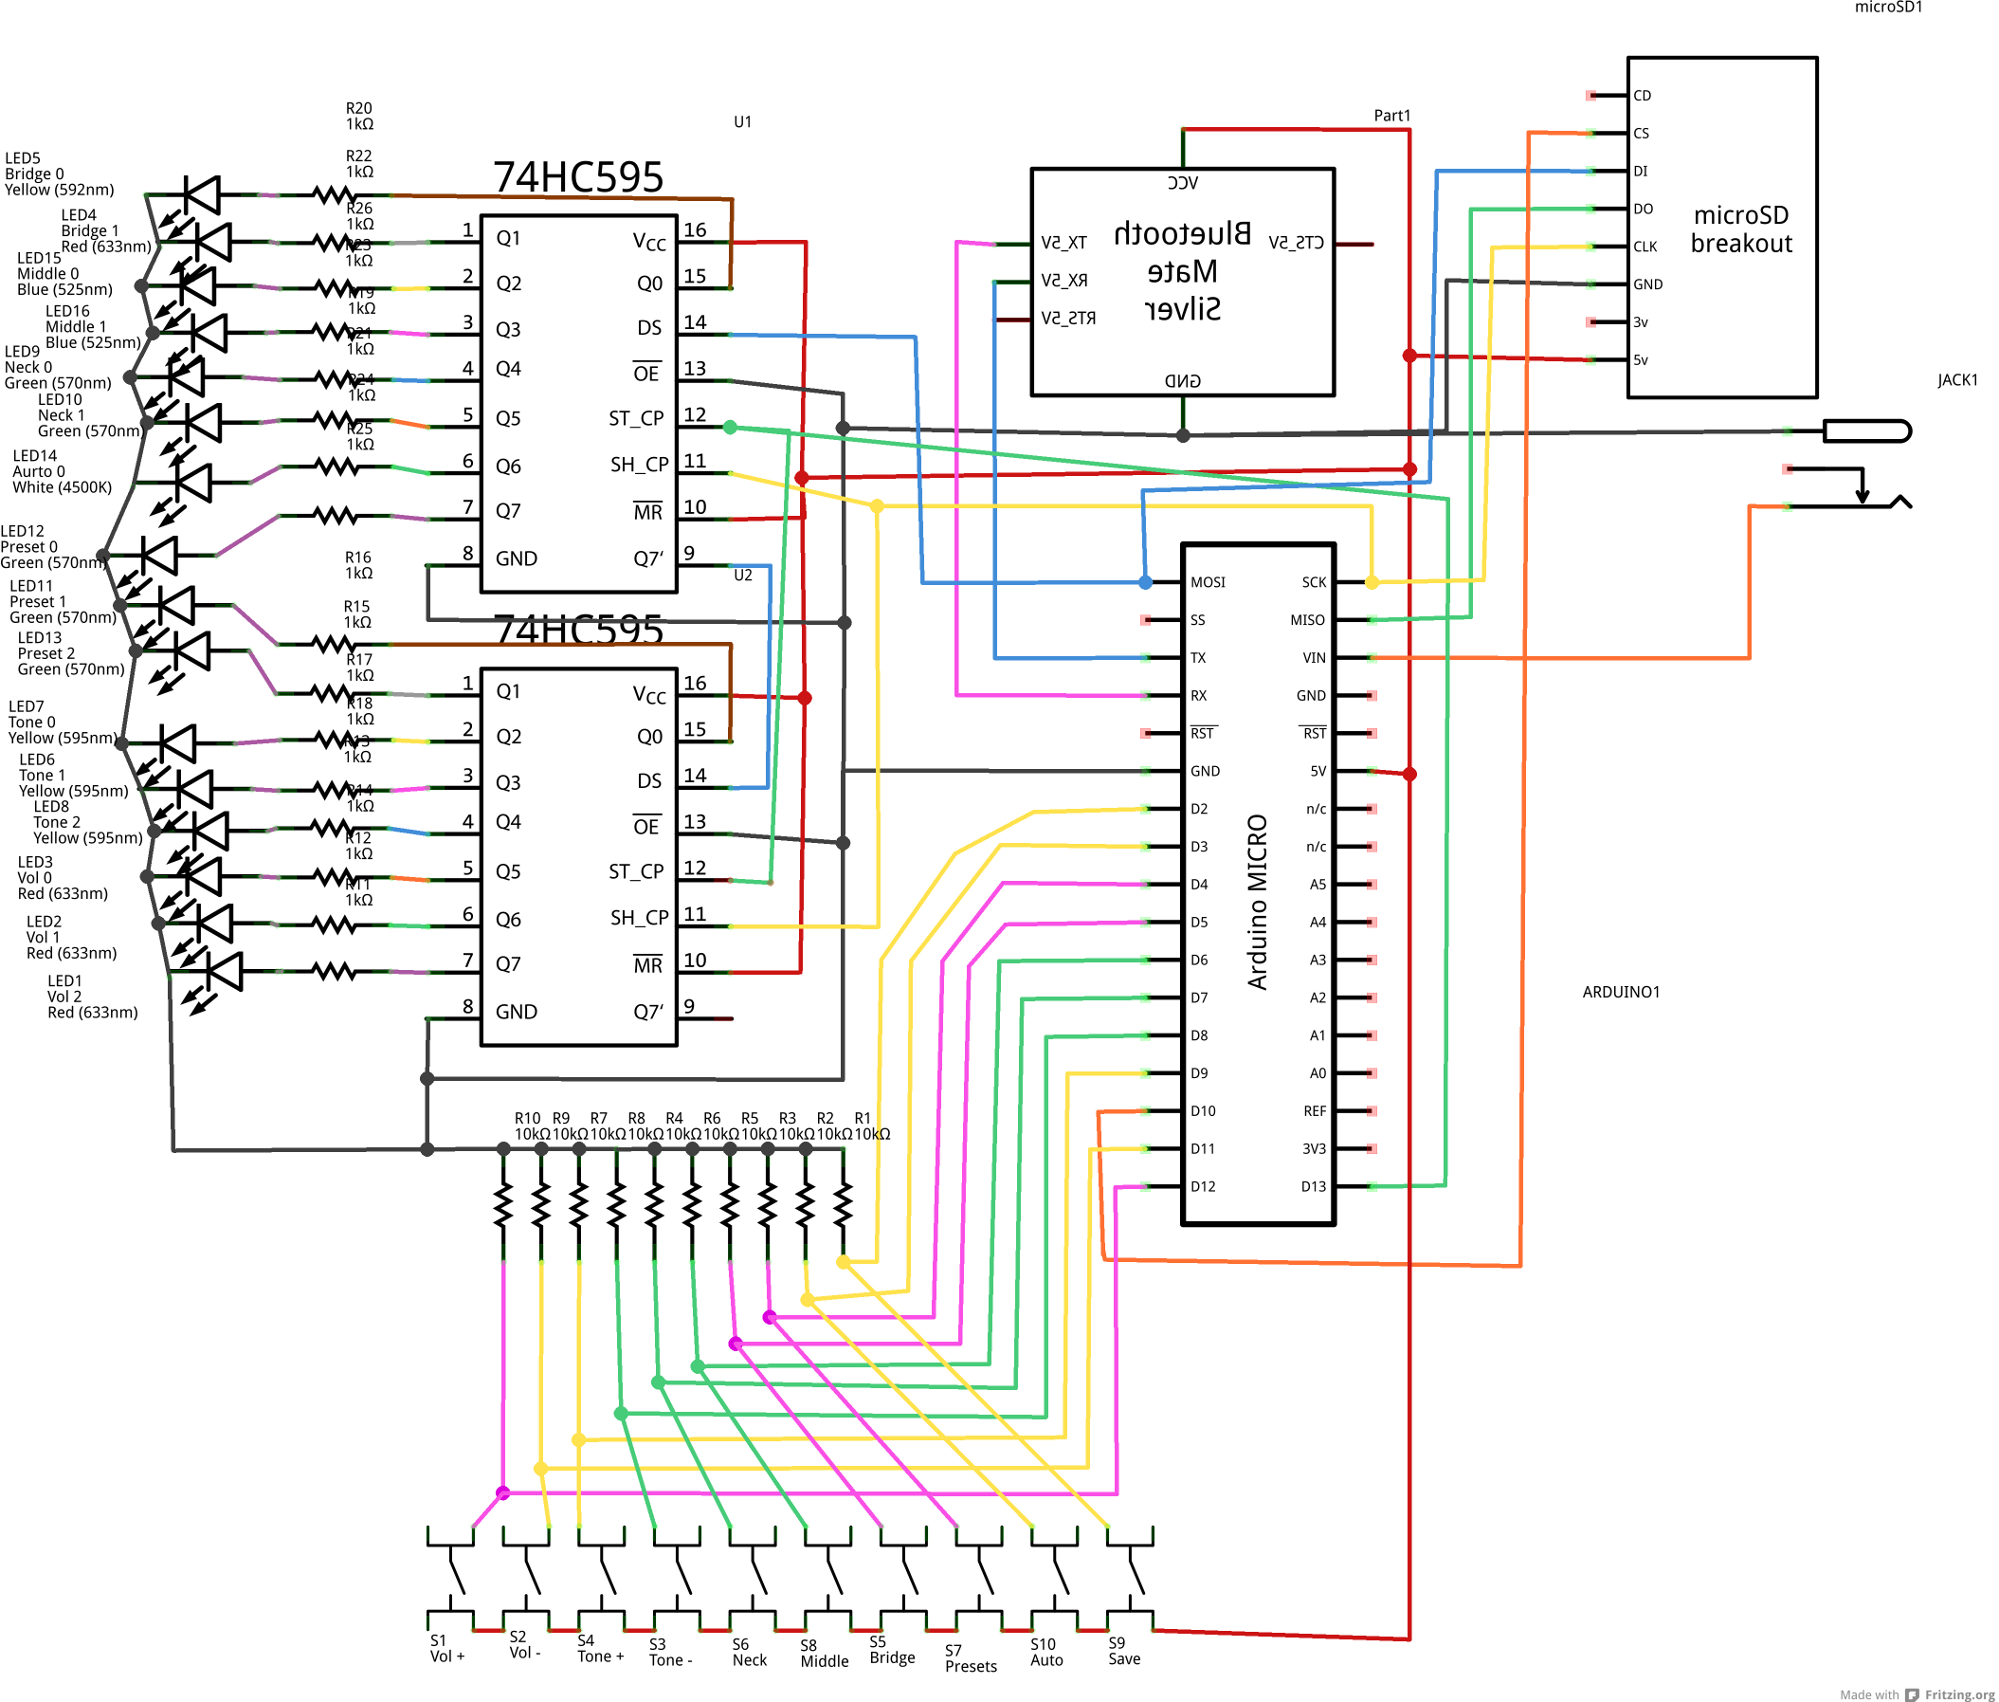 microSD1
Part1
U1
R20
1kΩ
R22
1kΩ
R26
1kΩ
R23
1kΩ
R19
1kΩ
R21
1kΩ
R24
1kΩ
R25
1kΩ
R16
1kΩ
R15
1kΩ
R17
1kΩ
R18
1kΩ
R13
1kΩ
R14
1kΩ
R12
1kΩ
R11
1kΩ
LED5
Bridge 0
Yellow (592nm)
LED4
Bridge 1
Red (633nm)
LED15
Middle 0
Blue (525nm)
LED16
Middle 1
Blue (525nm)
LED9
Neck 0
Green (570nm)
LED10
Neck 1
Green (570nm)
LED14
Aurto 0
White (4500K)
LED12
Preset 0
Green (570nm)
LED11
Preset 1
Green (570nm)
LED13
Preset 2
Green (570nm)
LED7
Tone 0
Yellow (595nm)
LED6
Tone 1
Yellow (595nm)
LED8
Tone 2
Yellow (595nm)
LED3
Vol 0
Red (633nm)
LED2
Vol 1
Red (633nm)
LED1
Vol 2
Red (633nm)
74HC595
1 Q1 VCC 16
2 Q2 Q0 15
3 Q3 DS 14
4 Q4 OE 13
5 Q5 ST_CP 12
6 Q6 SH_CP 11
7 Q7 MR 10
8 GND Q7‘ 9
U2
74HC595
1 Q1 VCC 16
2 Q2 Q0 15
3 Q3 DS 14
4 Q4 OE 13
5 Q5 ST_CP 12
6 Q6 SH_CP 11
7 Q7 MR 10
8 GND Q7‘ 9
VCC
TX_5V
RX_5V
RTS_5V
CTS_5V
Bluetooth
Mate
Silver
GND
CD
CS
DI
DO
CLK
GND
3v
5v
microSD
breakout
JACK1
Arduino MICRO
MOSI SCK
SS MISO
TX VIN
RX GND
RST RST
GND 5V
D2 n/c
D3 n/c
D4 A5
D5 A4
D6 A3
D7 A2
D8 A1
D9 A0
D10 REF
D11 3V3
D12 D13
ARDUINO1
R10 R9 R7 R8 R4 R6 R5 R3 R2 R1
10kΩ 10kΩ 10kΩ 10kΩ 10kΩ 10kΩ 10kΩ 10kΩ 10kΩ 10kΩ
S1
Vol +
S2
Vol -
S4
Tone +
S3
Tone -
S6
Neck
S8
Middle
S5
Bridge
S7
Presets
S10
Auto
S9
Save
Made with Fritzing.org